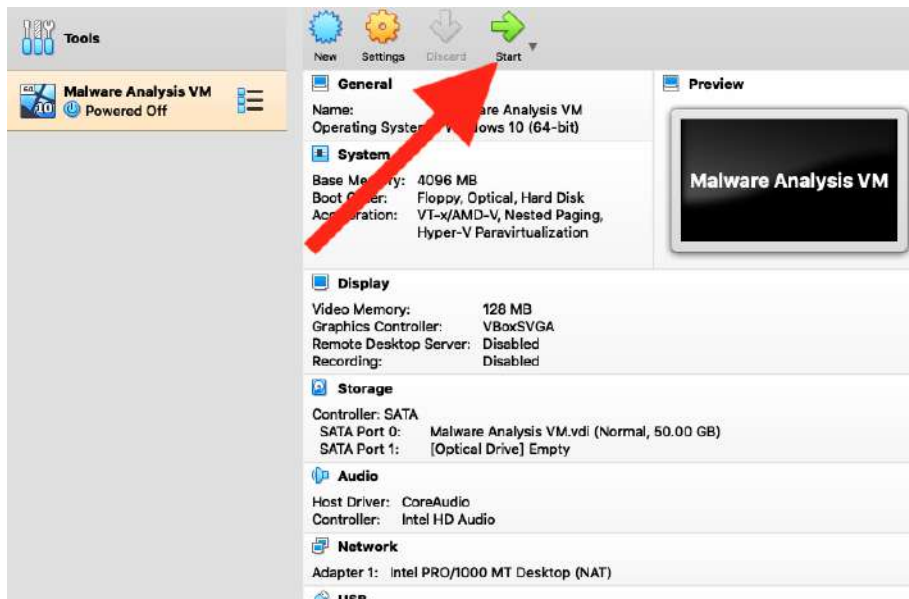 Tools
Malware Analysis VM
Powered Off
New Settings Discard Start
General
Name: are Analysis VM
Operating Syste ows 10 (64-bit)
System
Base Me ry: 4096 MB
Boot er: Floppy, Optical, Hard Disk
Acc ration: VT-x/AMD-V, Nested Paging,
Hyper-V Paravirtualization
Preview
Malware Analysis VM
Display
Video Memory: 128 MB
Graphics Controller: VBoxSVGA
Remote Desktop Server: Disabled
Recording: Disabled
Storage
Controller: SATA
SATA Port 0: Malware Analysis VM.vdi (Normal, 50.00 GB)
SATA Port 1: [Optical Drive] Empty
Audio
Host Driver: CoreAudio
Controller: Intel HD Audio
Network
Adapter 1: Intel PRO/1000 MT Desktop (NAT)
USB